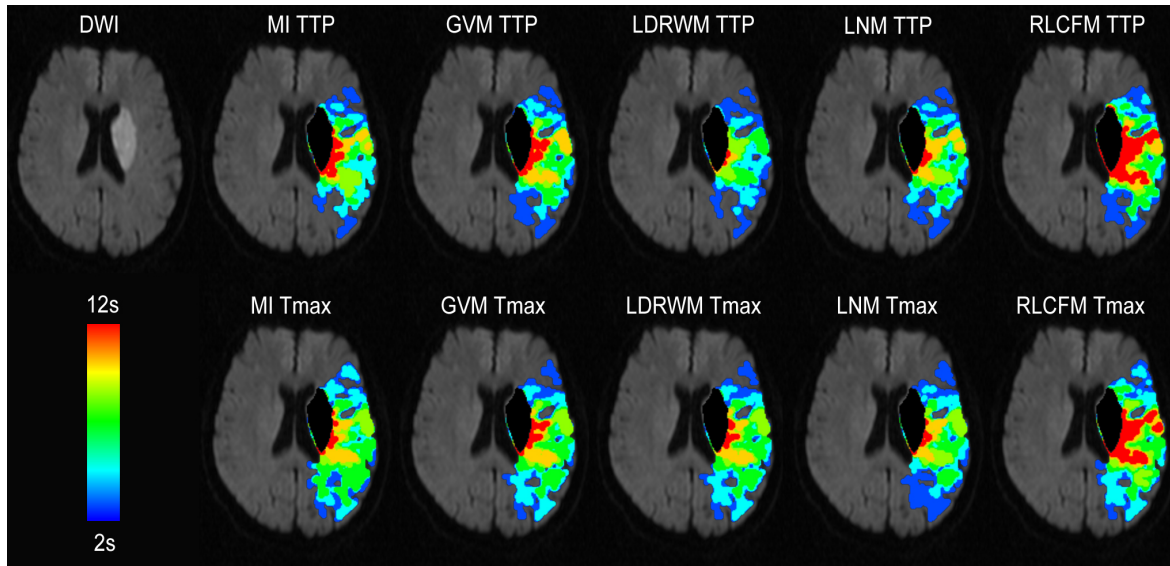 DWI
MI TTP
GVM TTP
LDRWM TTP
LNM TTP
RLCFM TTP
12s
MI Tmax
GVM Tmax
LDRWM Tmax
LNM Tmax
RLCFM Tmax
2s